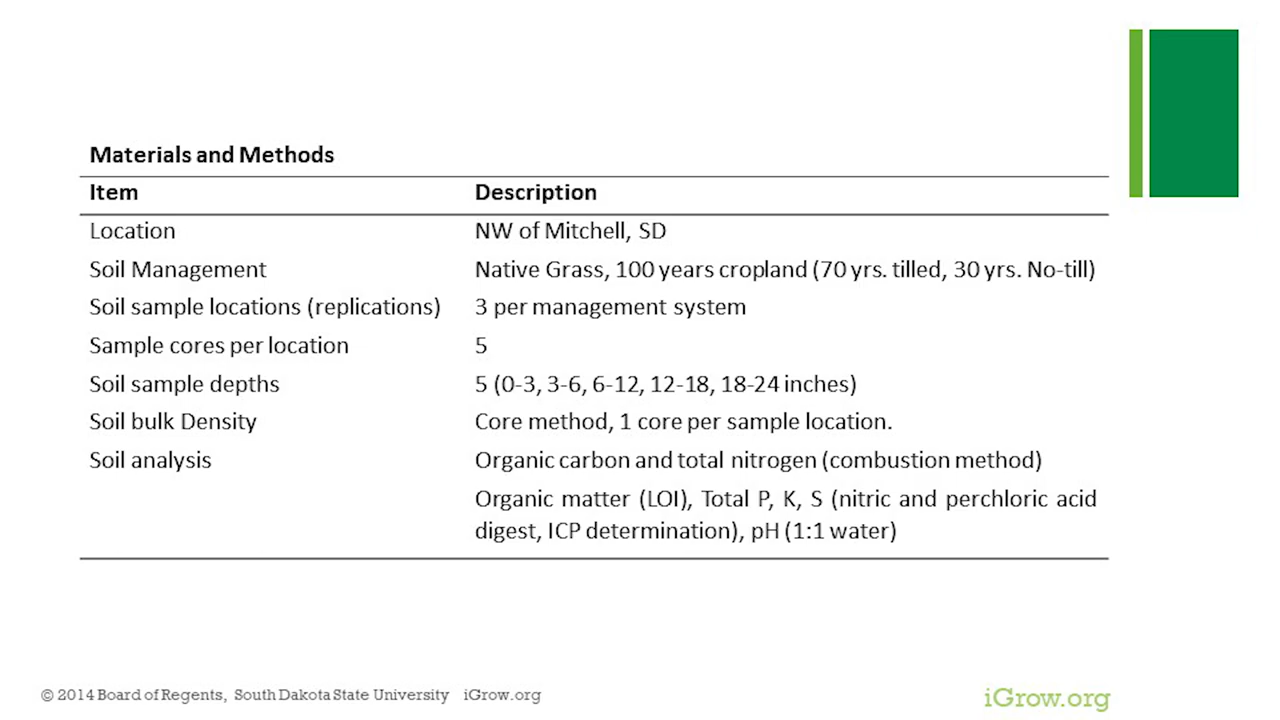 Materials and Methods
Item Description
Location NW of Mitchell, SD
Soil Management Native Grass, 100 years cropland (70 yrs. tilled, 30 yrs. No-till)
Soil sample locations (replications) 3 per management system
Sample cores per location 5
Soil sample depths 5 (0-3, 3-6, 6-12, 12-18, 18-24 inches)
Soil bulk Density Core method, 1 core per sample location.
Soil analysis Organic carbon and total nitrogen (combustion method)
Organic matter (LOI), Total P, K, S (nitric and perchloric acid
digest, ICP determination), pH (1:1 water)
© 2014 Board of Regents, South Dakota State University iGrow.org
iGrow.org